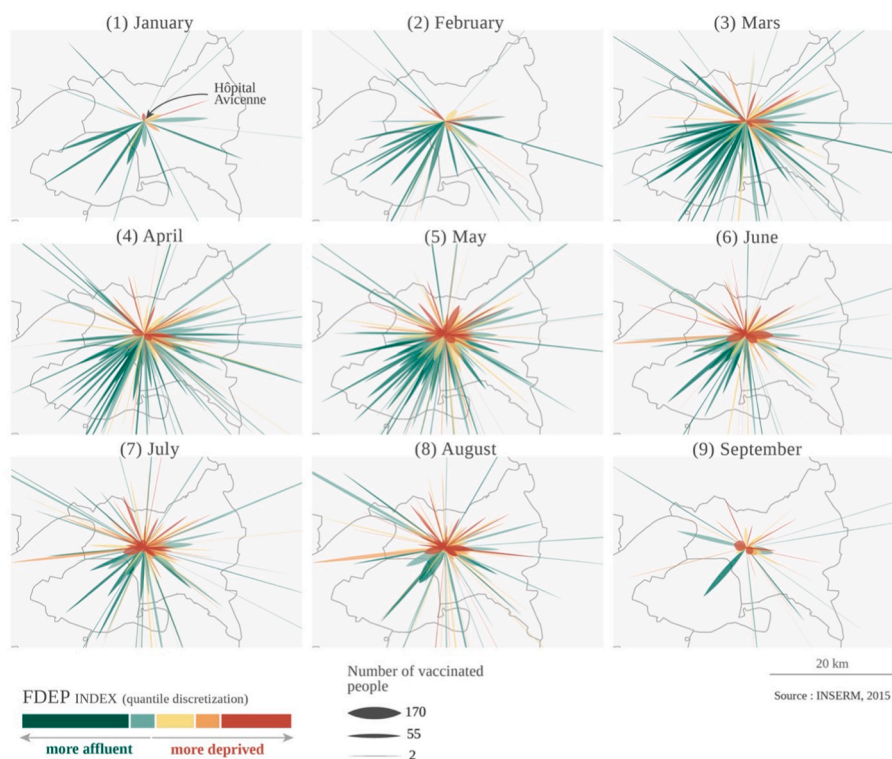 (1) January
(2) February
(3) Mars
Hôpital
Avicenne
(4) April
(5) May
(6) June
(7) July
(8) August
(9) September
FDEP INDEX (quantile discretization)
more affluent
more deprived
Number of vaccinated
people
170
55
2
20 km
Source : INSERM, 2015